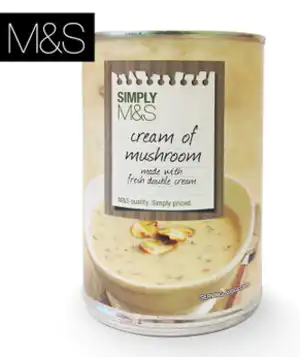 M&S
SIMPLY
M&S
cream of
mushroom
made with
fresh double cream
M&S quality. Simply priced.